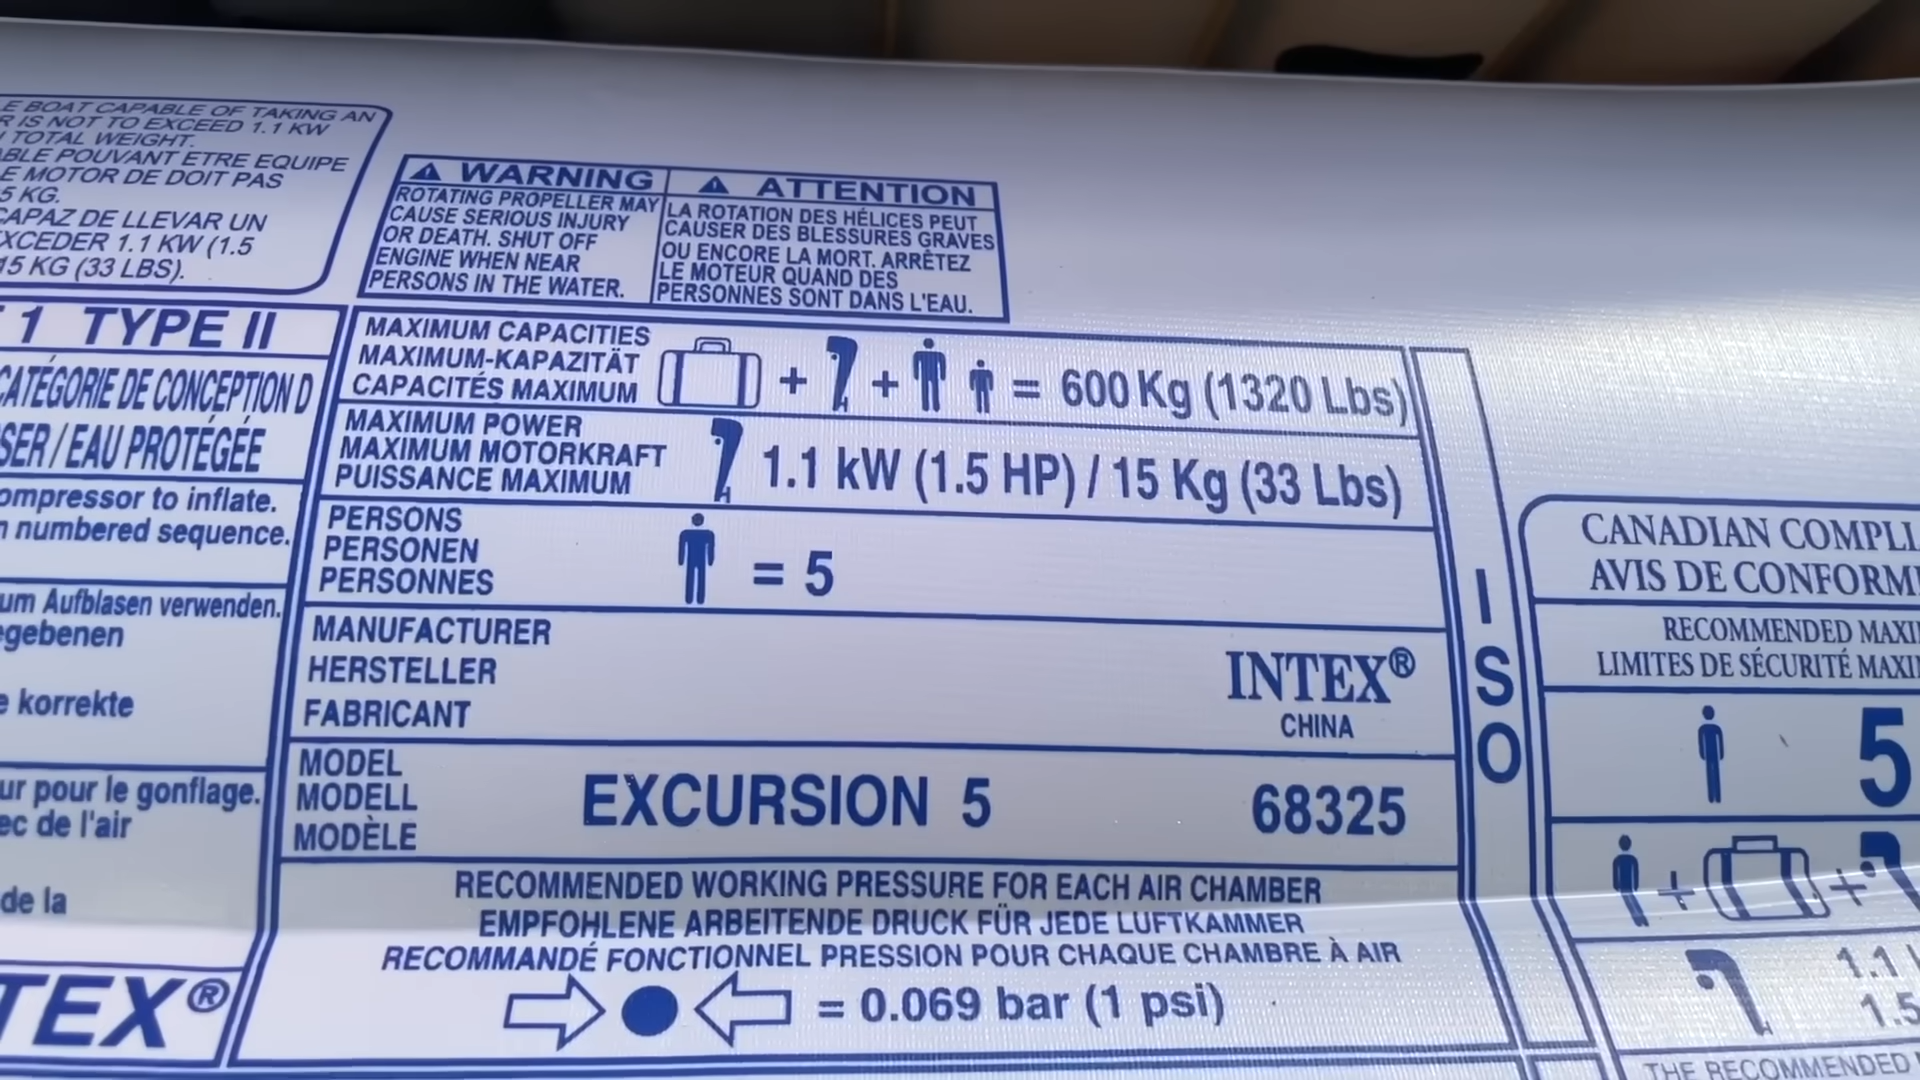 E BOAT CAPABLE OF TAKING AN
R IS NOT TO EXCEED 1.1 KW
TOTAL WEIGHT.
ABLE POUVANT ETRE EQUIPE
E MOTOR DE DOIT PAS
5 KG.
CAPAZ DE LLEVAR UN
XCEDER 1.1 KW (1.5
15 KG (33 LBS).
WARNING
ROTATING PROPELLER MAY
CAUSE SERIOUS INJURY
OR DEATH. SHUT OFF
ENGINE WHEN NEAR
PERSONS IN THE WATER.
ATTENTION
LA ROTATION DES HÉLICES PEUT
CAUSER DES BLESSURES GRAVES
OU ENCORE LA MORT. ARRÊTEZ
LE MOTEUR QUAND DES
PERSONNES SONT DANS L'EAU.
1 TYPE II
CATÉGORIE DE CONCEPTION D
SER / EAU PROTÉGÉE
ompressor to inflate.
n numbered sequence.
um Aufblasen verwenden.
egebenen
e korrekte
ur pour le gonflage.
ec de l'air
de la
TEX®
MAXIMUM CAPACITIES
MAXIMUM-KAPAZITÄT
CAPACITÉS MAXIMUM
+ + = 600 Kg (1320 Lbs)
MAXIMUM POWER
MAXIMUM MOTORKRAFT
PUISSANCE MAXIMUM
1.1 kW (1.5 HP) / 15 Kg (33 Lbs)
PERSONS
PERSONEN
PERSONNES
= 5
MANUFACTURER
HERSTELLER
FABRICANT
INTEX®
CHINA
MODEL
MODELL
MODÈLE
EXCURSION 5 68325
RECOMMENDED WORKING PRESSURE FOR EACH AIR CHAMBER
EMPFOHLENE ARBEITENDE DRUCK FÜR JEDE LUFTKAMMER
RECOMMANDÉ FONCTIONNEL PRESSION POUR CHAQUE CHAMBRE À AIR
= 0.069 bar (1 psi)
ISO
CANADIAN COMPLI
AVIS DE CONFORM
RECOMMENDED MAXI
LIMITES DE SÉCURITÉ MAXI
5
+ +
1.1
1.5
THE RECOMMENDED